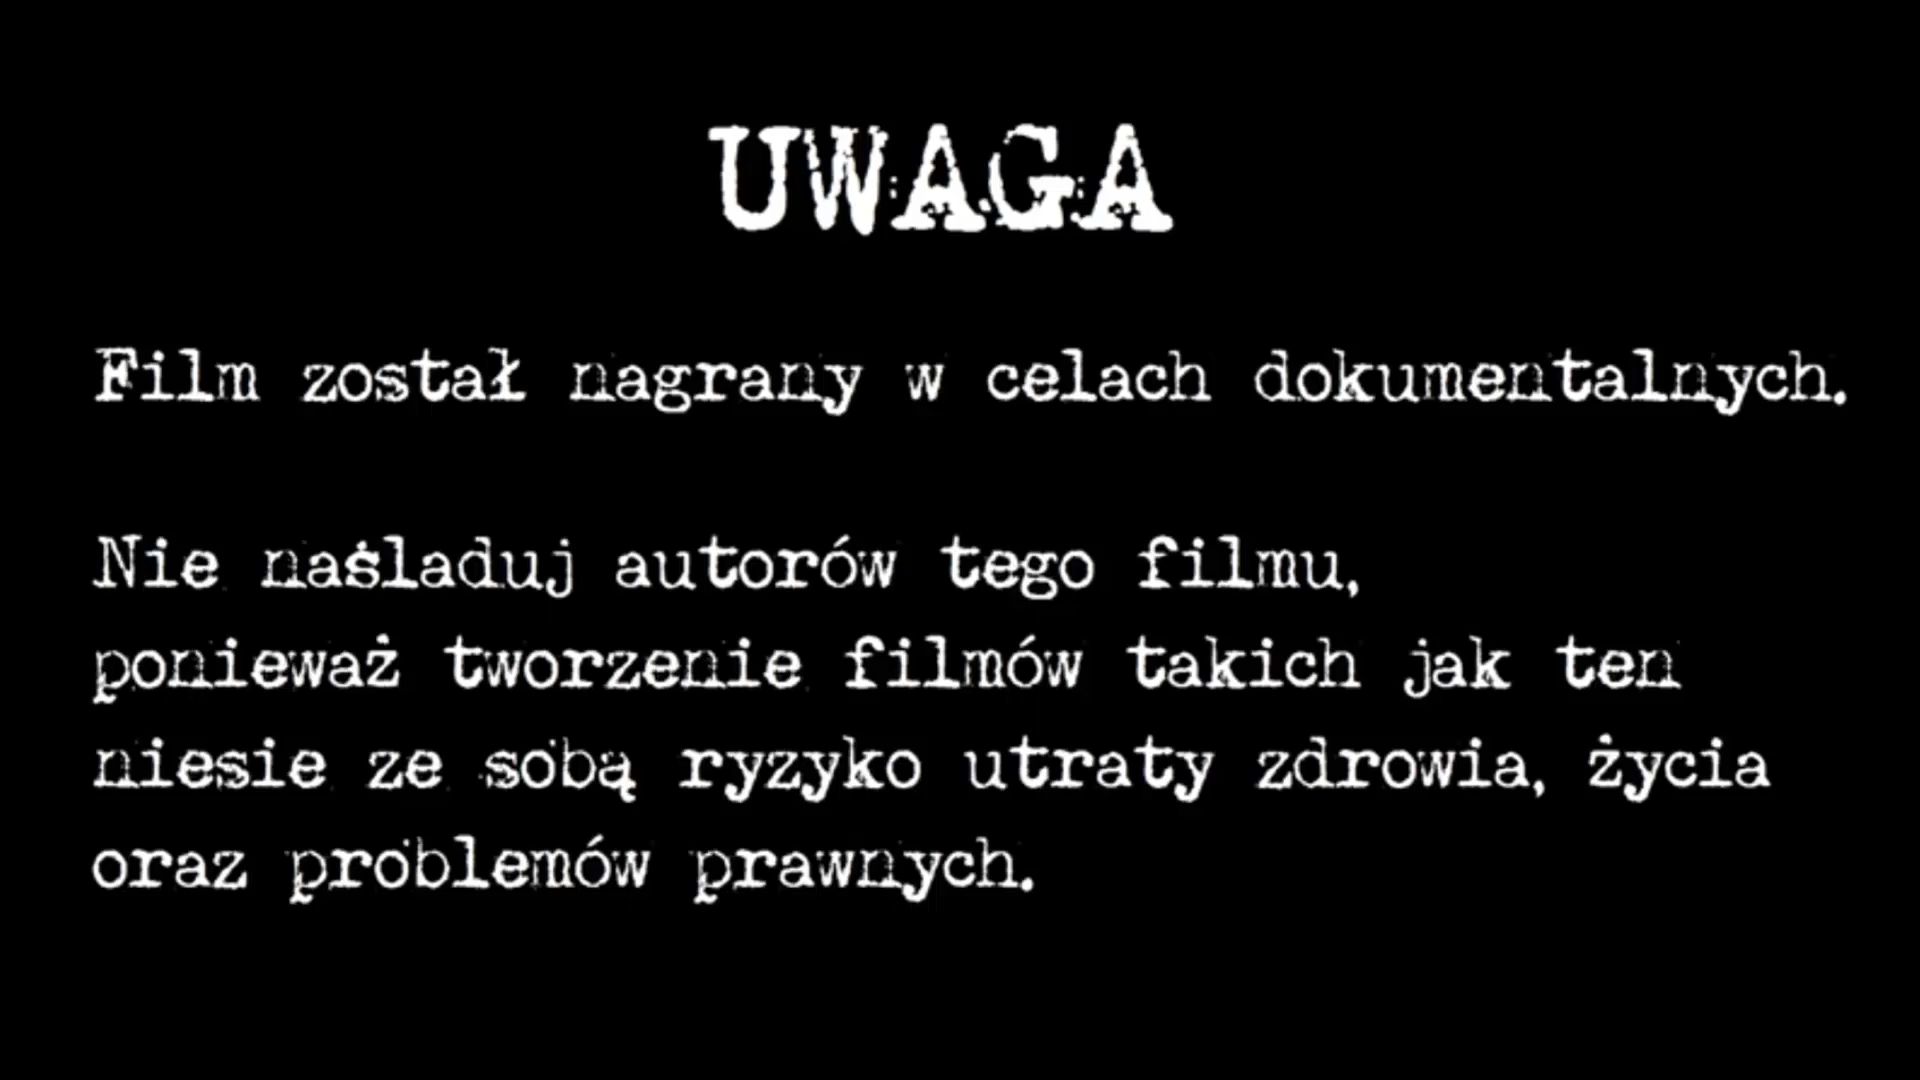 UWAGA
Film został nagrany w celach dokumentalnych.
Nie naśladuj autorów tego filmu,
ponieważ tworzenie filmów takich jak ten
niesie ze sobą ryzyko utraty zdrowia, życia
oraz problemów prawnych.